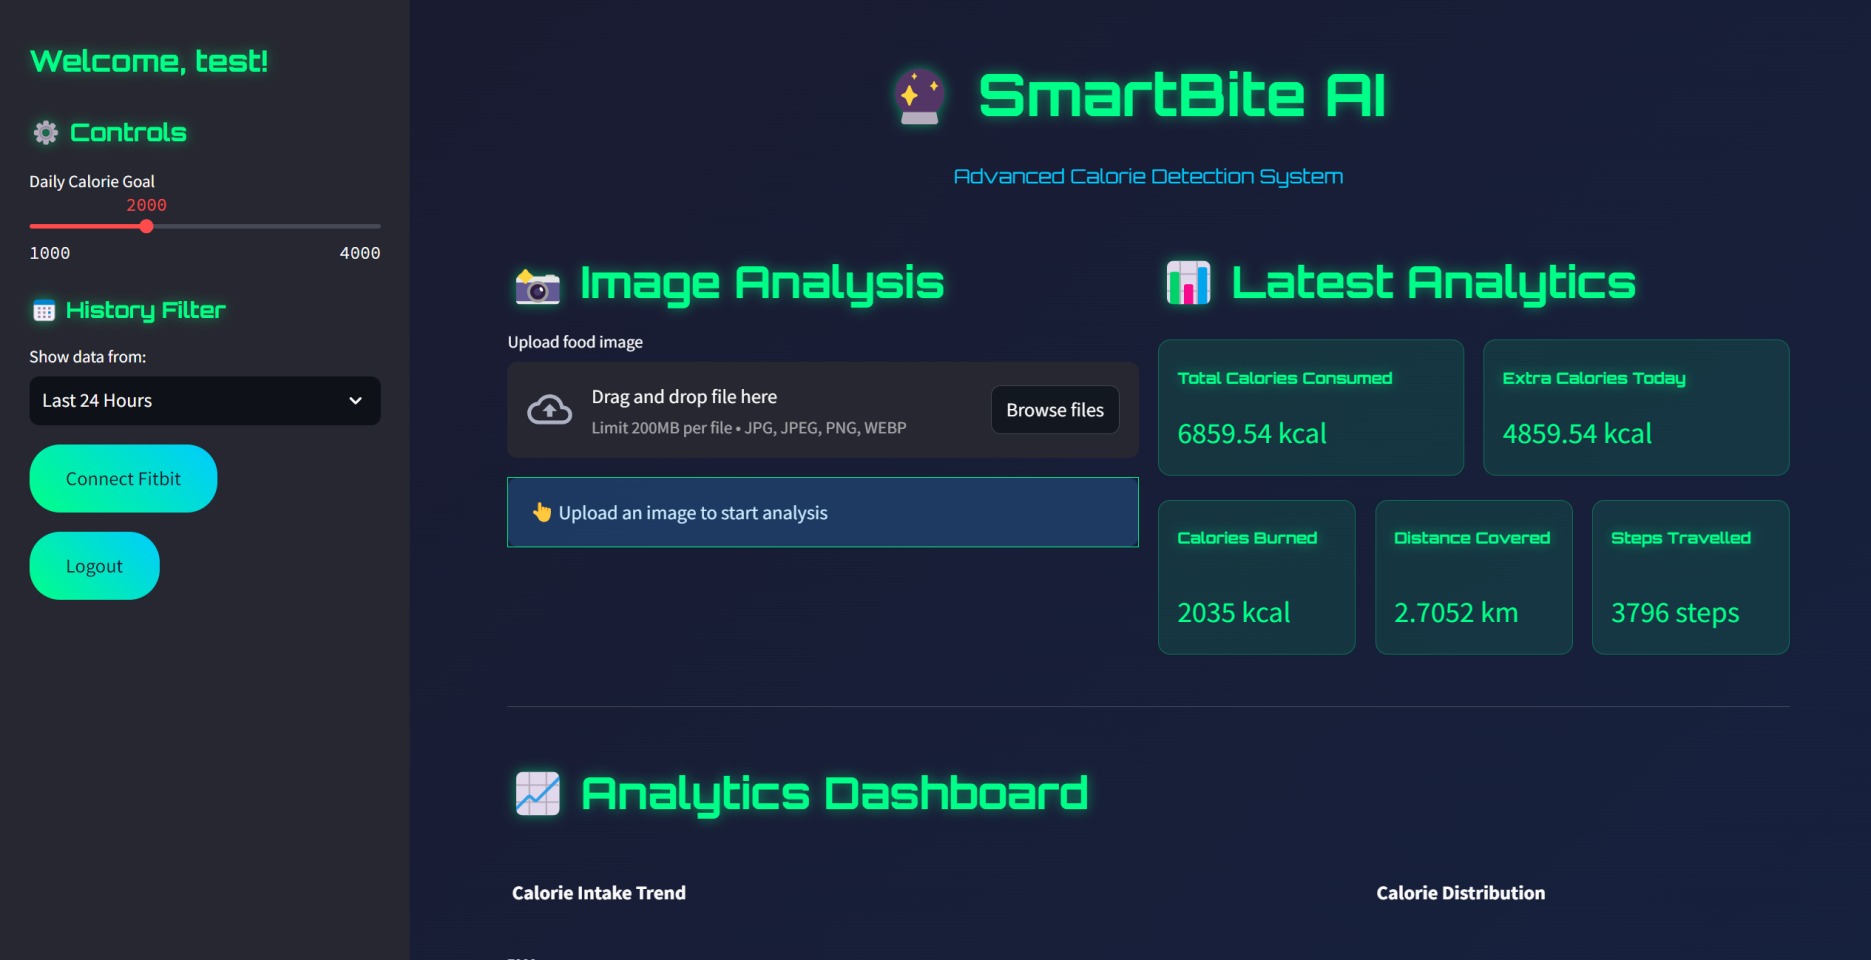 Welcome, test!
Controls
Daily Calorie Goal
2000
1000 4000
History Filter
Show data from:
Last 24 Hours
Connect Fitbit
Logout
SmartBite AI
Advanced Calorie Detection System
Image Analysis
Upload food image
Drag and drop file here
Limit 200MB per file • JPG, JPEG, PNG, WEBP
Browse files
Upload an image to start analysis
Latest Analytics
Total Calories Consumed
6859.54 kcal
Extra Calories Today
4859.54 kcal
Calories Burned
2035 kcal
Distance Covered
2.7052 km
Steps Travelled
3796 steps
Analytics Dashboard
Calorie Intake Trend
Calorie Distribution